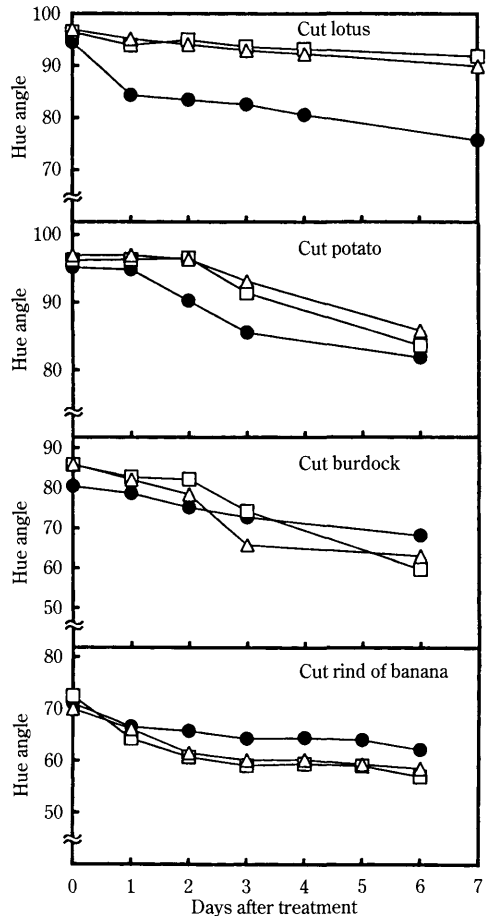 Cut lotus
Hue angle
100
90
80
70
Cut potato
Hue angle
100
90
80
Cut burdock
Hue angle
90
80
70
60
50
Cut rind of banana
Hue angle
80
70
60
50
0 1 2 3 4 5 6 7
Days after treatment